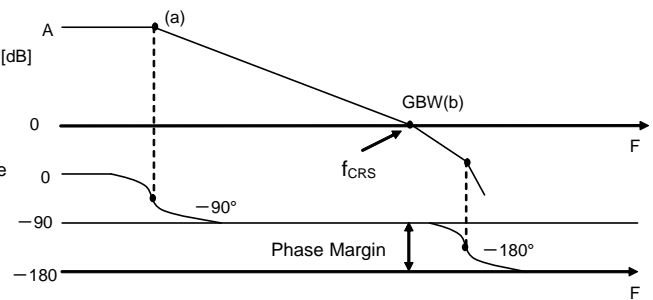 (a)
A
[dB]
GBW(b)
0
F
fCRS
e
0
−90°
−90
Phase Margin
−180°
−180
F